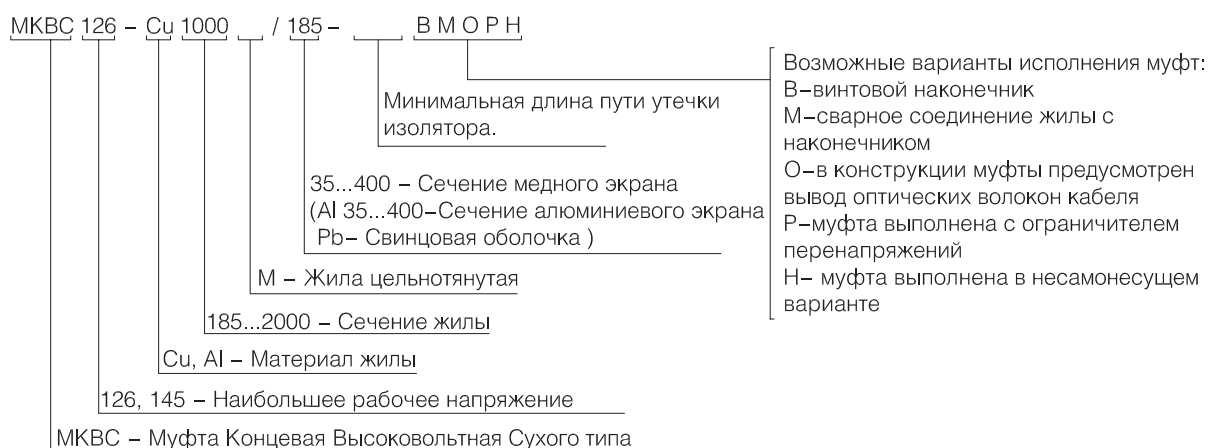 МКВС 126 – Cu 1000 __ / 185 – ___ В М О Р Н
Возможные варианты исполнения муфт:
В–винтовой наконечник
М–сварное соединение жилы с
наконечником
О–в конструкции муфты предусмотрен
вывод оптических волокон кабеля
Р–муфта выполнена с ограничителем
перенапряжений
Н– муфта выполнена в несамонесущем
варианте
Минимальная длина пути утечки
изолятора.
35...400 – Сечение медного экрана
(Al 35...400–Сечение алюминиевого экрана
Pb– Свинцовая оболочка )
М – Жила цельнотянутая
185...2000 – Сечение жилы
Cu, Al – Материал жилы
126, 145 – Наибольшее рабочее напряжение
МКВС – Муфта Концевая Высоковольтная Сухого типа